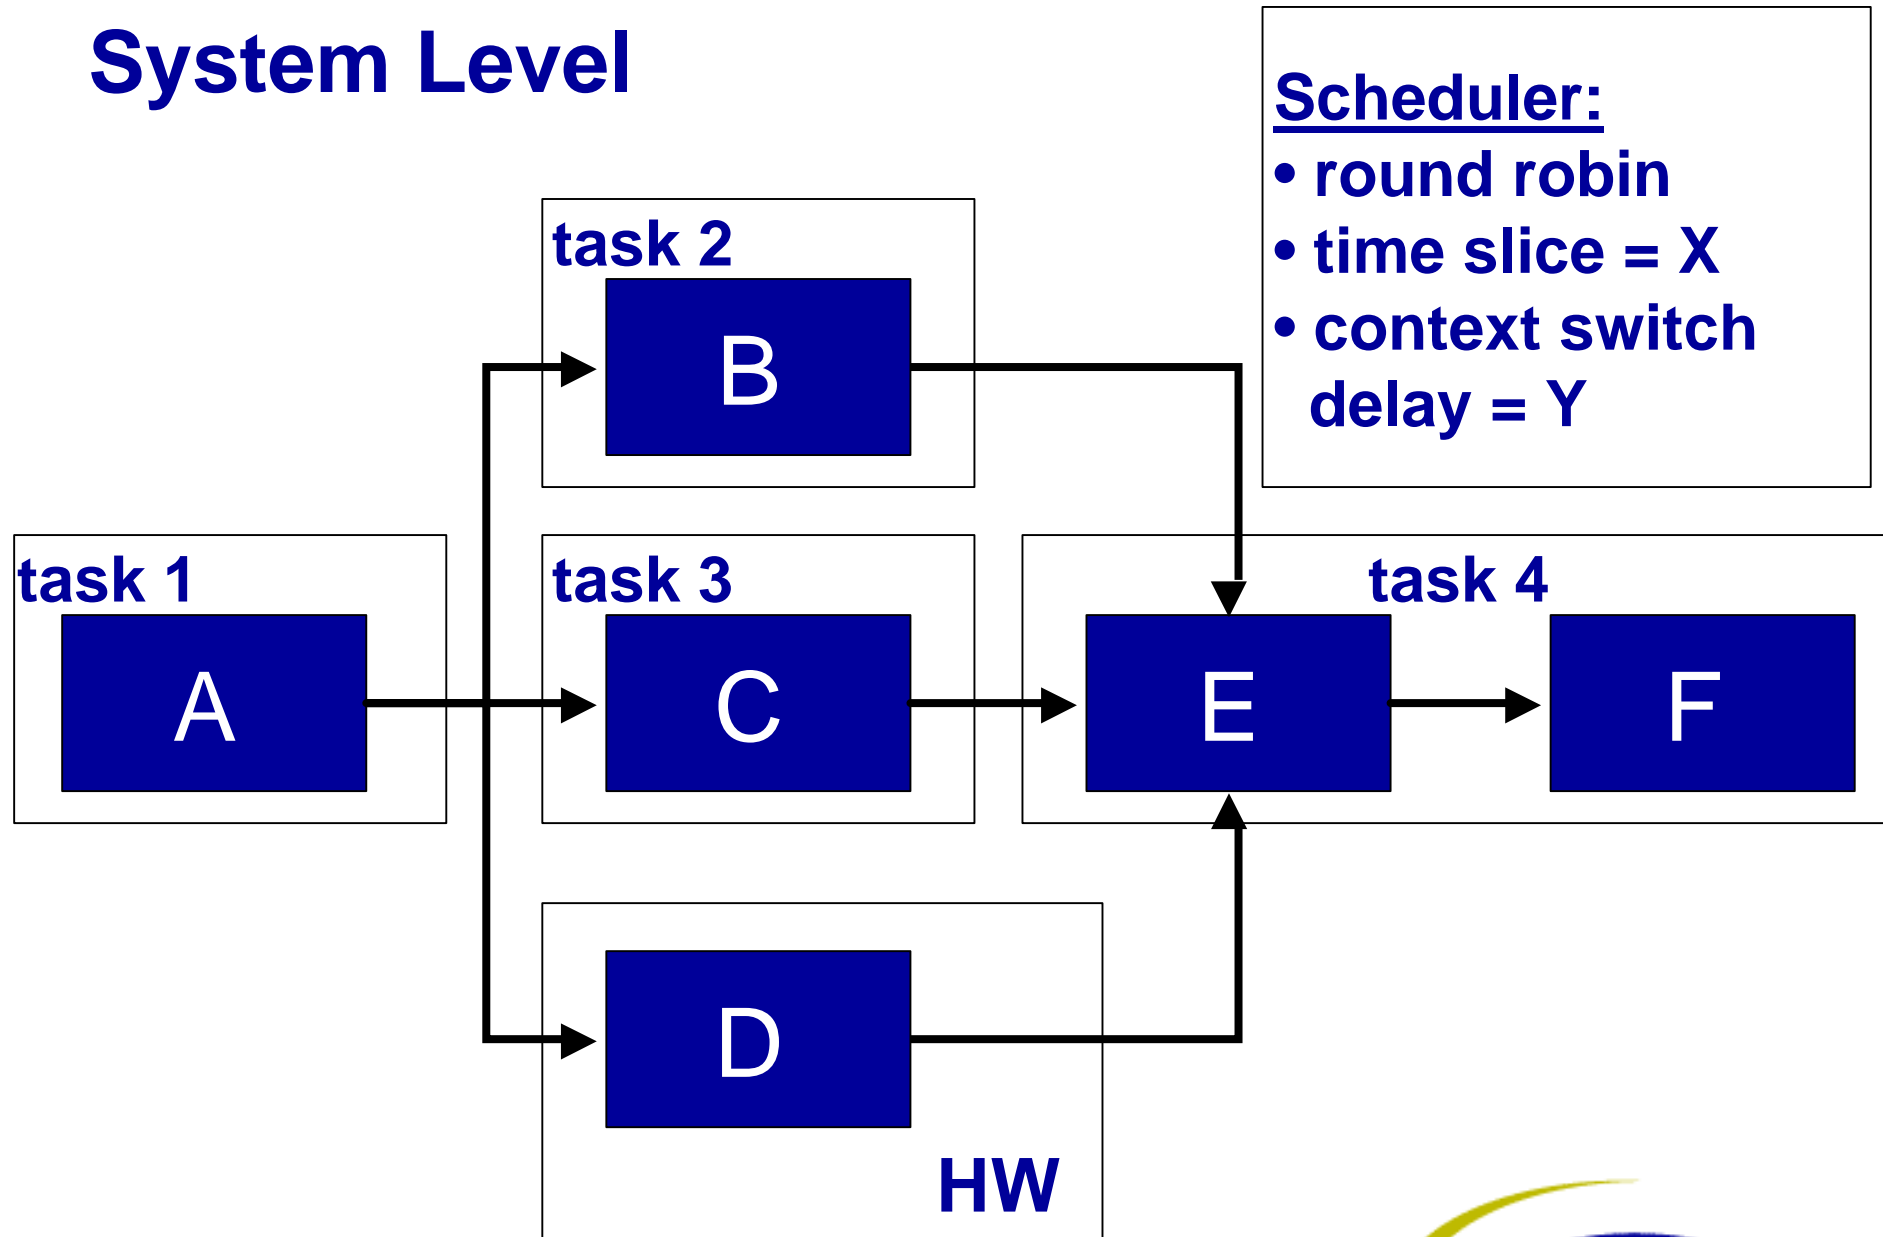 System Level
Scheduler:
• round robin
• time slice = X
• context switch
delay = Y
task 2
B
task 1
A
task 3
C
task 4
E
F
D
HW